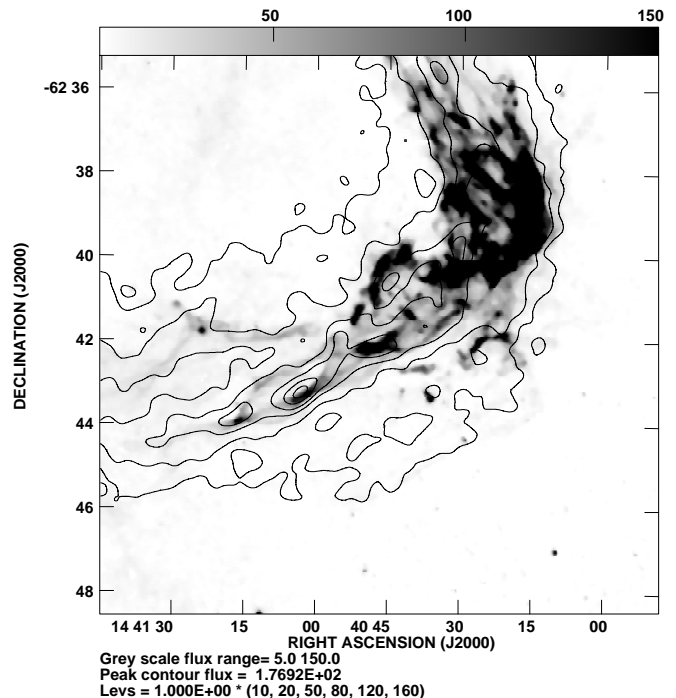 50 100 150
-62 36
38
40
42
44
46
48
DECLINATION (J2000)
14 41 30 15 00 40 45 30 15 00
RIGHT ASCENSION (J2000)
Grey scale flux range= 5.0 150.0
Peak contour flux = 1.7692E+02
Levs = 1.000E+00 * (10, 20, 50, 80, 120, 160)